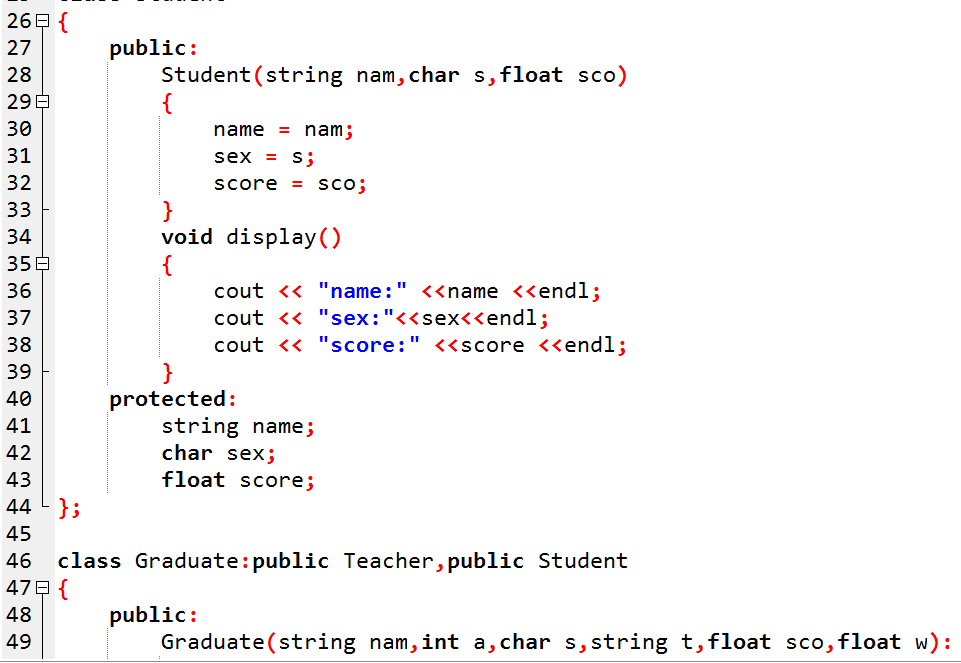 26 {
27 public:
28 Student(string nam,char s,float sco)
29 {
30 name = nam;
31 sex = s;
32 score = sco;
33 }
34 void display()
35 {
36 cout << "name:" <<name <<endl;
37 cout << "sex:"<<sex<<endl;
38 cout << "score:" <<score <<endl;
39 }
40 protected:
41 string name;
42 char sex;
43 float score;
44 };
45
46 class Graduate:public Teacher,public Student
47 {
48 public:
49 Graduate(string nam,int a,char s,string t,float sco,float w):